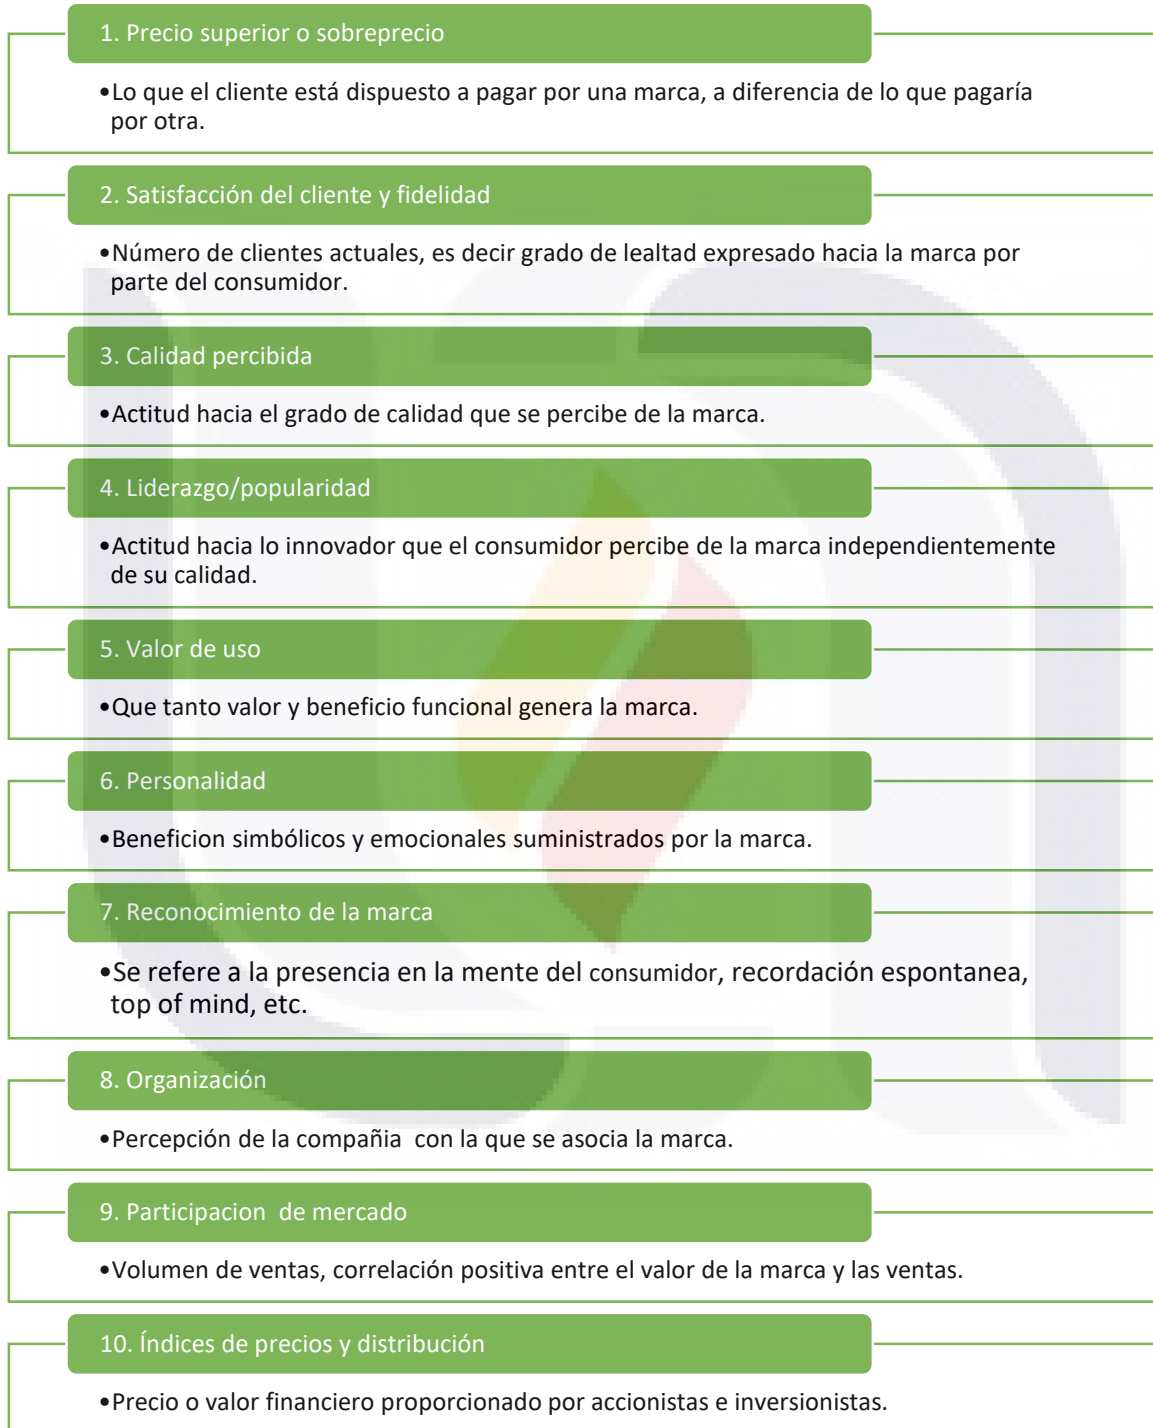 1. Precio superior o sobreprecio
•Lo que el cliente está dispuesto a pagar por una marca, a diferencia de lo que pagaría
por otra.
2. Satisfacción del cliente y fidelidad
•Número de clientes actuales, es decir grado de lealtad expresado hacia la marca por
parte del consumidor.
3. Calidad percibida
•Actitud hacia el grado de calidad que se percibe de la marca.
4. Liderazgo/popularidad
•Actitud hacia lo innovador que el consumidor percibe de la marca independientemente
de su calidad.
5. Valor de uso
•Que tanto valor y beneficio funcional genera la marca.
6. Personalidad
•Beneficion simbólicos y emocionales suministrados por la marca.
7. Reconocimiento de la marca
•Se refere a la presencia en la mente del consumidor, recordación espontanea,
top of mind, etc.
8. Organización
•Percepción de la compañia  con la que se asocia la marca.
9. Participacion  de mercado
•Volumen de ventas, correlación positiva entre el valor de la marca y las ventas.
10. Índices de precios y distribución
•Precio o valor financiero proporcionado por accionistas e inversionistas.